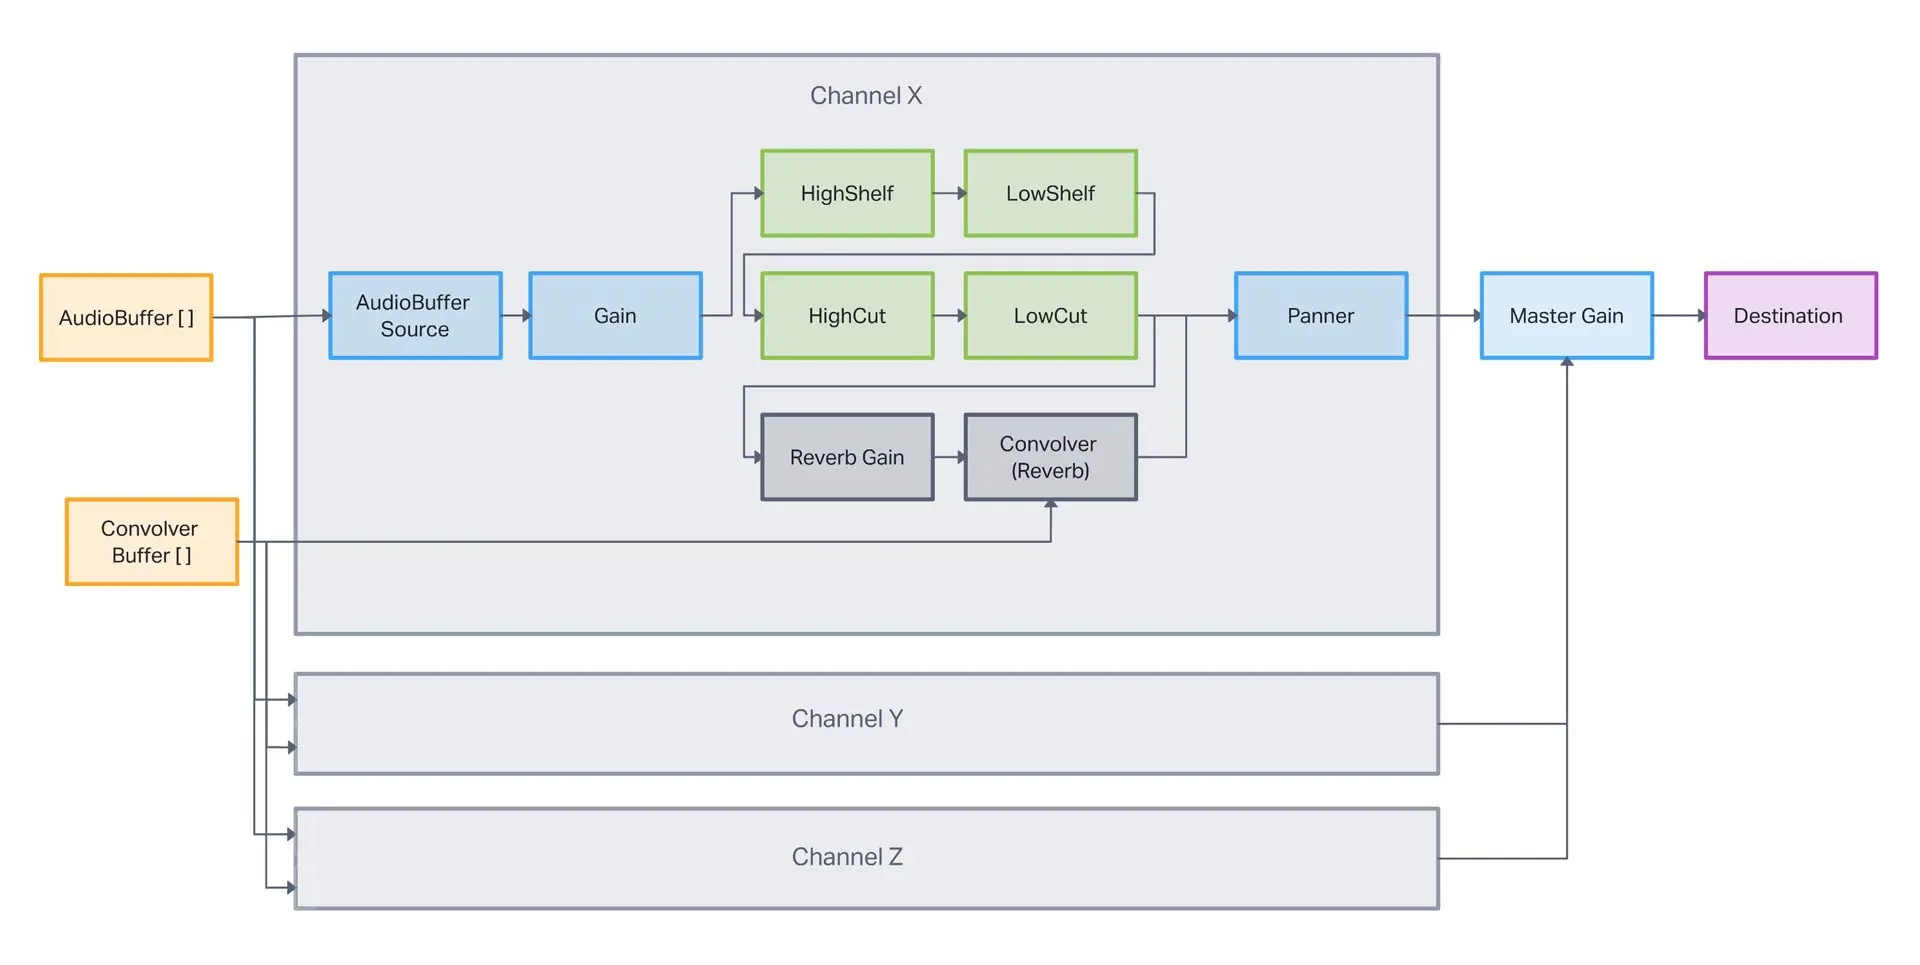 Channel X
HighShelf
LowShelf
AudioBuffer [ ]
AudioBuffer
Source
Gain
HighCut
LowCut
Panner
Master Gain
Destination
Reverb Gain
Convolver
(Reverb)
Convolver
Buffer [ ]
Channel Y
Channel Z